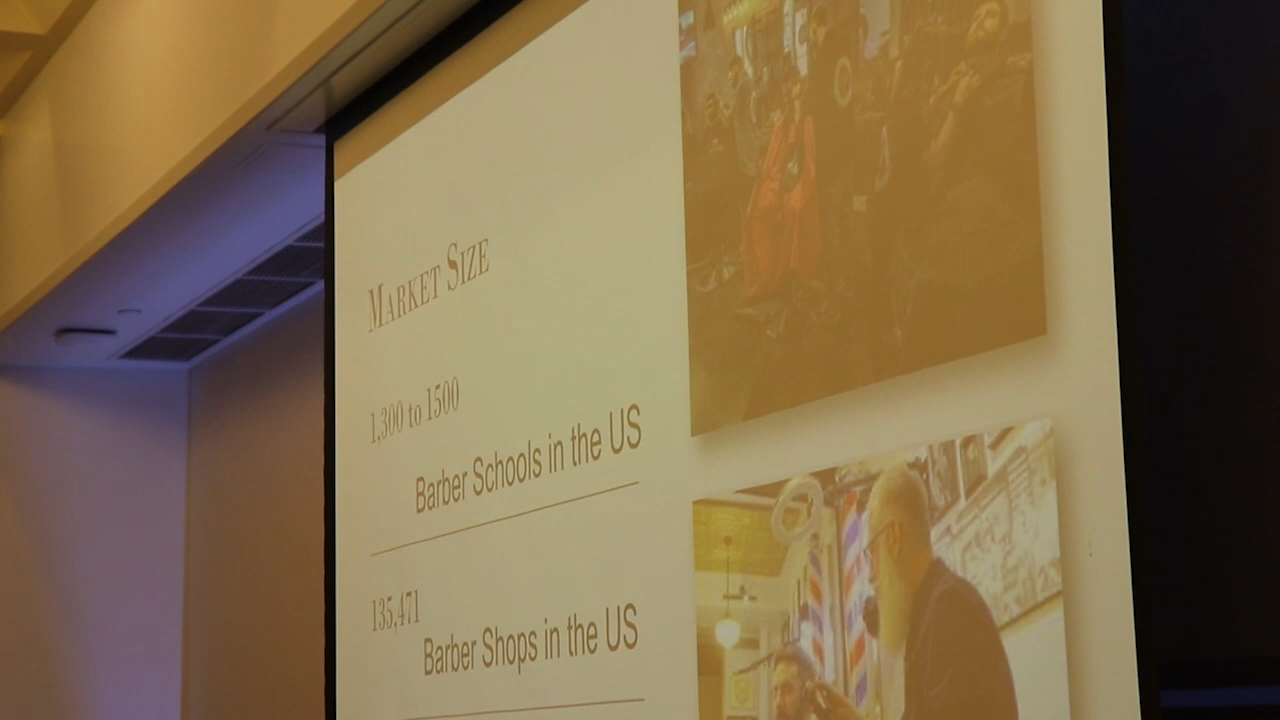 Market Size
1,300 to 1500
Barber Schools in the US
135,471
Barber Shops in the US